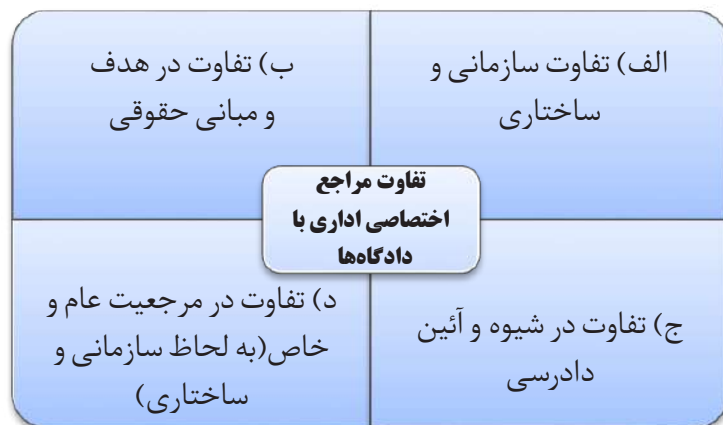 الف) تفاوت سازمانی و
ساختاری
ب) تفاوت در هدف
و مبانی حقوقی
تفاوت مراجع
اختصاصی اداری با
دادگاه‌ها
ج) تفاوت در شیوه و آئین
دادرسی
د) تفاوت در مرجعیت عام و
خاص(به لحاظ سازمانی و
ساختاری)